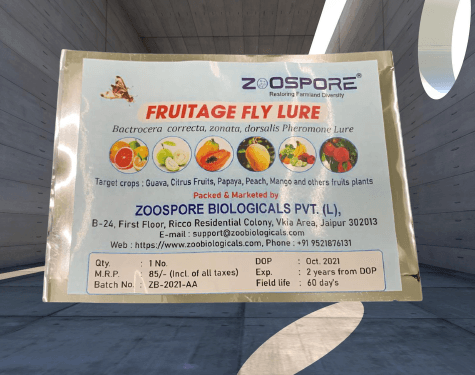 ZOOSPORE®
Restoring Farmland Diversity
FRUITAGE FLY LURE
Bactrocera correcta, zonata, dorsalis Pheromone Lure
Target crops : Guava, Citrus Fruits, Papaya, Peach, Mango and others fruits plants
Packed & Marketed by
ZOOSPORE BIOLOGICALS PVT. (L),
B-24, First Floor, Ricco Residential Colony, Vkia Area, Jaipur 302013
E-mail : support@zoobiologicals.com
Web : https://www.zoobiologicals.com, Phone : +91 9521876131
Qty. : 1 No. DOP : Oct. 2021
M.R.P. : 85/- (Incl. of all taxes) Exp. : 2 years from DOP
Batch No. : ZB-2021-AA Field life : 60 day's